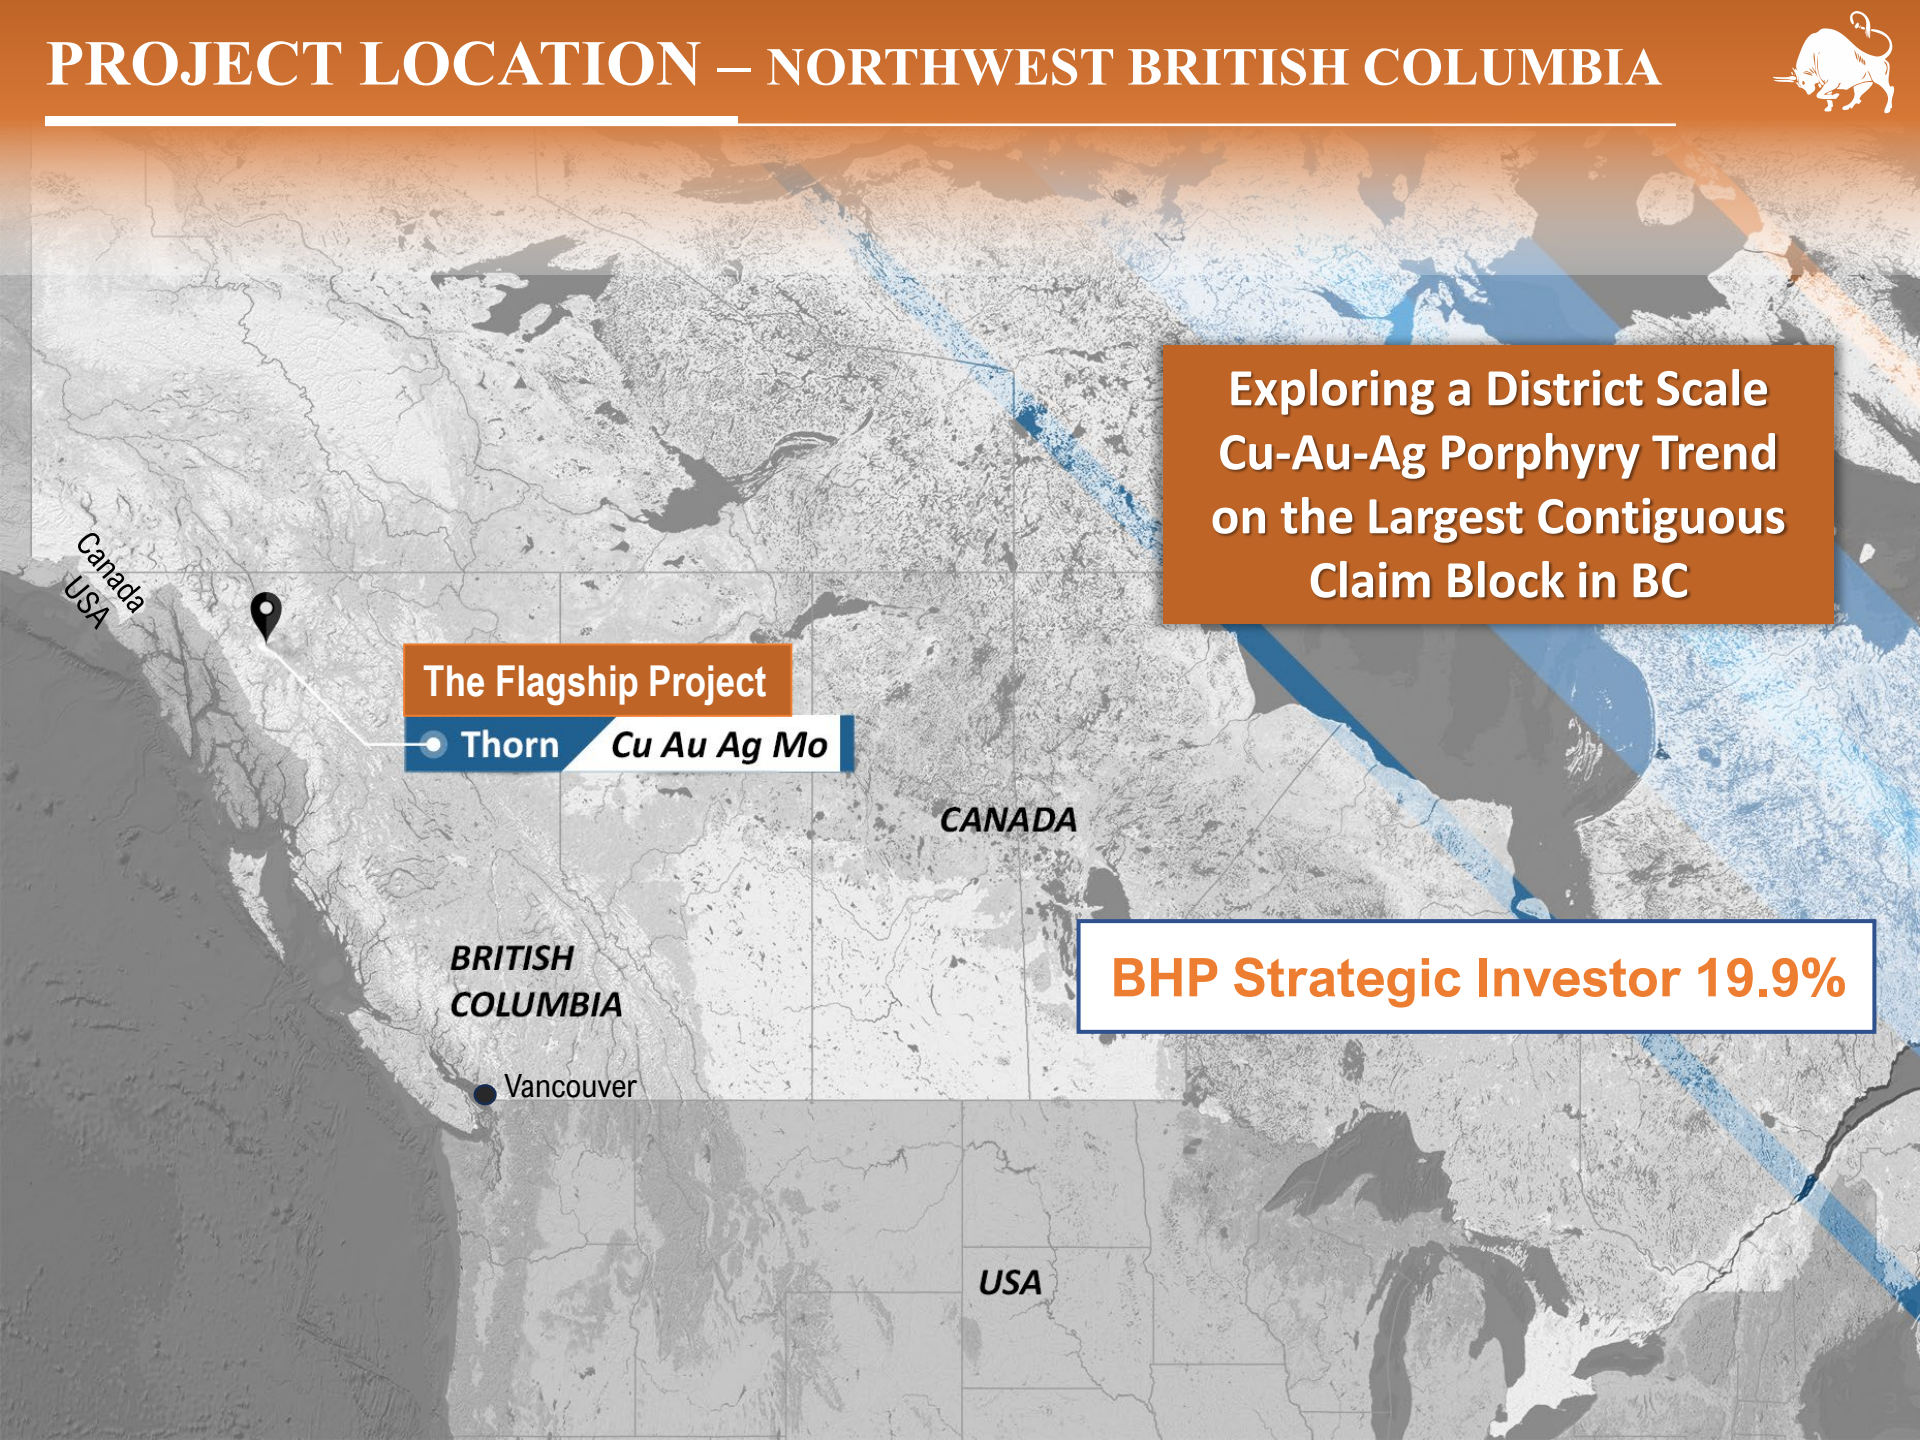 PROJECT LOCATION – NORTHWEST BRITISH COLUMBIA
Exploring a District Scale
Cu-Au-Ag Porphyry Trend
on the Largest Contiguous
Claim Block in BC
Canada
USA
The Flagship Project
Thorn Cu Au Ag Mo
CANADA
BRITISH
COLUMBIA
BHP Strategic Investor 19.9%
Vancouver
USA